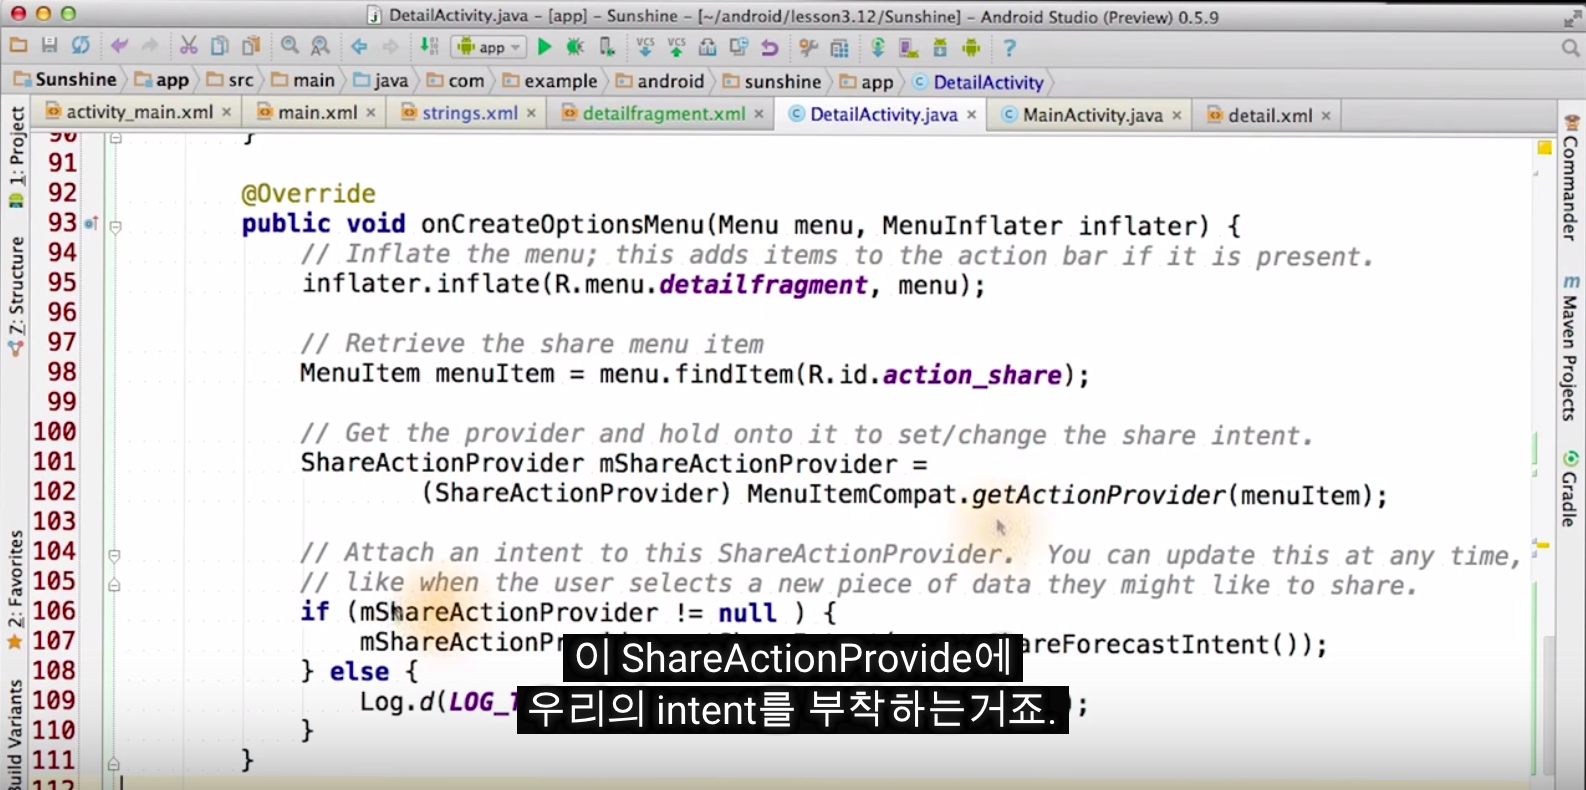 DetailActivity.java – [app] – Sunshine – [~/android/lesson3.12/Sunshine] – Android Studio (Preview) 0.5.9
app
VCS VCS
?
Sunshine app src main java com example android sunshine app DetailActivity
activity_main.xml × main.xml × strings.xml × detailfragment.xml × DetailActivity.java × MainActivity.java × detail.xml ×
1: Project
Z: Structure
2: Favorites
Build Variants
90 }
91
92 @Override
93 public void onCreateOptionsMenu(Menu menu, MenuInflater inflater) {
94 // Inflate the menu; this adds items to the action bar if it is present.
95 inflater.inflate(R.menu.detailfragment, menu);
96
97 // Retrieve the share menu item
98 MenuItem menuItem = menu.findItem(R.id.action_share);
99
100 // Get the provider and hold onto it to set/change the share intent.
101 ShareActionProvider mShareActionProvider =
102 (ShareActionProvider) MenuItemCompat.getActionProvider(menuItem);
103
104 // Attach an intent to this ShareActionProvider.  You can update this at any time,
105 // like when the user selects a new piece of data they might like to share.
106 if (mShareActionProvider != null ) {
107 mShareActionPr areForecastIntent());
108 } else {
109 Log.d(LOG_T ;
110 }
111 }
112
이 ShareActionProvide에
우리의 intent를 부착하는거죠.
Commander
m Maven Projects
Gradle